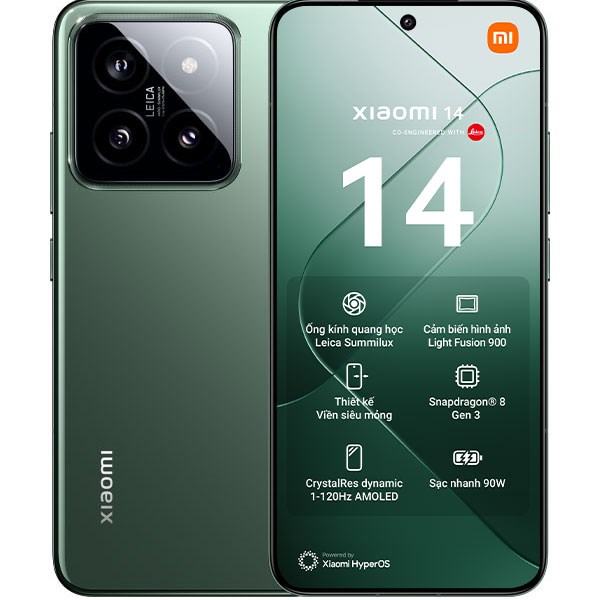 LEICA
xiaomi
mi
xiaomi 14
CO-ENGINEERED WITH Leica
14
Ống kính quang học
Leica Summilux
Cảm biến hình ảnh
Light Fusion 900
Thiết kế
Viền siêu mỏng
Snapdragon® 8
Gen 3
CrystalRes dynamic
1-120Hz AMOLED
Sạc nhanh 90W
Powered by
Xiaomi HyperOS